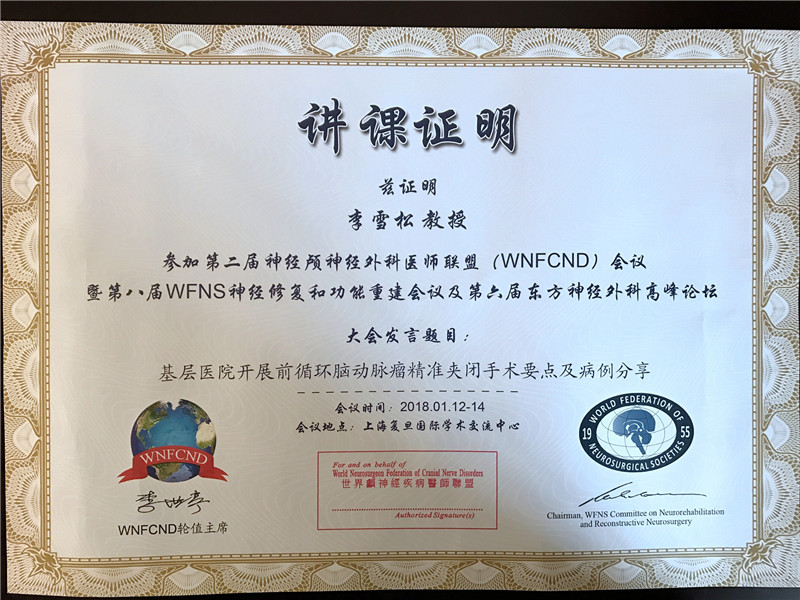 讲课证明
兹证明
李雪松教授
参加第二届神经颅神经外科医师联盟（WNFCND）会议
暨第八届WFNS神经修复和功能重建会议及第六届东方神经外科高峰论坛
大会发言题目：
基层医院开展前循环脑动脉瘤精准夹闭手术要点及病例分享
会议时间：2018.01.12-14
会议地点：上海复旦国际学术交流中心
WNFCND
WNFCND轮值主席
For and on behalf of
World Neurosurgeon Federation of Cranial Nerve Disorders
世界顱神經疾病醫師聯盟
Authorized Signature(s)
WORLD FEDERATION OF
1955
NEUROSURGICAL SOCIETIES
Chairman, WFNS Committee on Neurorehabilitation
and Reconstructive Neurosurgery